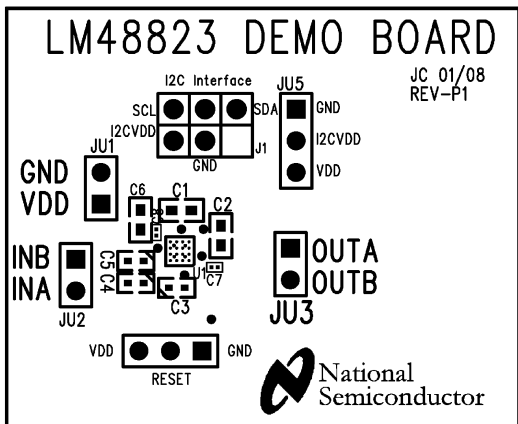 LM48823 DEMO BOARD
JC 01/08
REV-P1
I2C Interface
SCL
SDA
I2CVDD
J1
GND
JU5
GND
I2CVDD
VDD
JU1
GND
VDD
C6
C1
C2
C8
INB
INA
JU2
C5
C4
U1
C7
C3
OUTA
OUTB
JU3
VDD
GND
RESET
National
Semiconductor